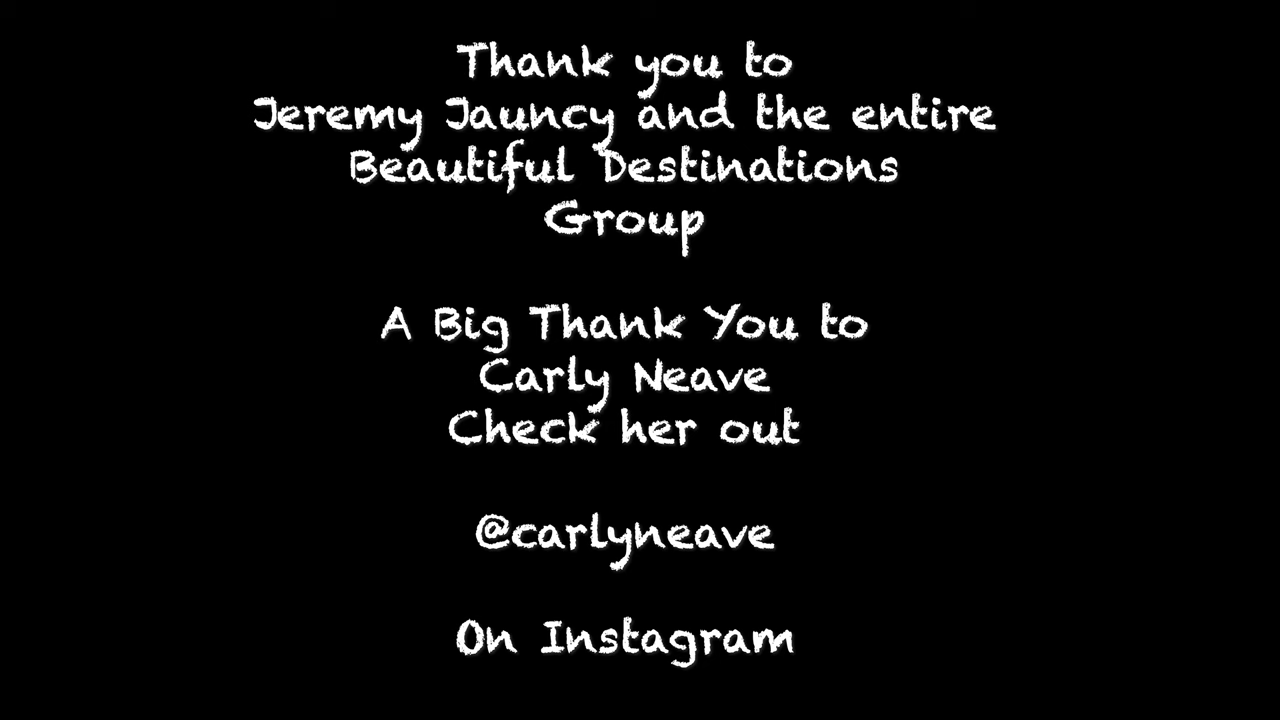 Thank you to
Jeremy Jauncy and the entire
Beautiful Destinations
Group
A Big Thank You to
Carly Neave
Check her out
@carlyneave
On Instagram